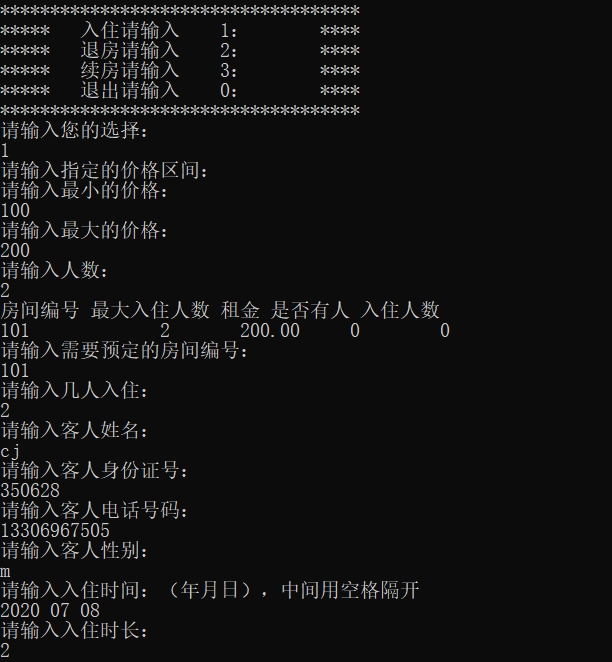 ************************************
*****   入住请输入    1：        ****
*****   退房请输入    2：        ****
*****   续房请输入    3：        ****
*****   退出请输入    0：        ****
************************************
请输入您的选择：
1
请输入指定的价格区间：
请输入最小的价格：
100
请输入最大的价格：
200
请输入人数：
2
房间编号 最大入住人数 租金 是否有人 入住人数
101             2       200.00     0        0
请输入需要预定的房间编号：
101
请输入几人入住：
2
请输入客人姓名：
cj
请输入客人身份证号：
350628
请输入客人电话号码：
13306967505
请输入客人性别：
m
请输入入住时间：（年月日），中间用空格隔开
2020 07 08
请输入入住时长：
2